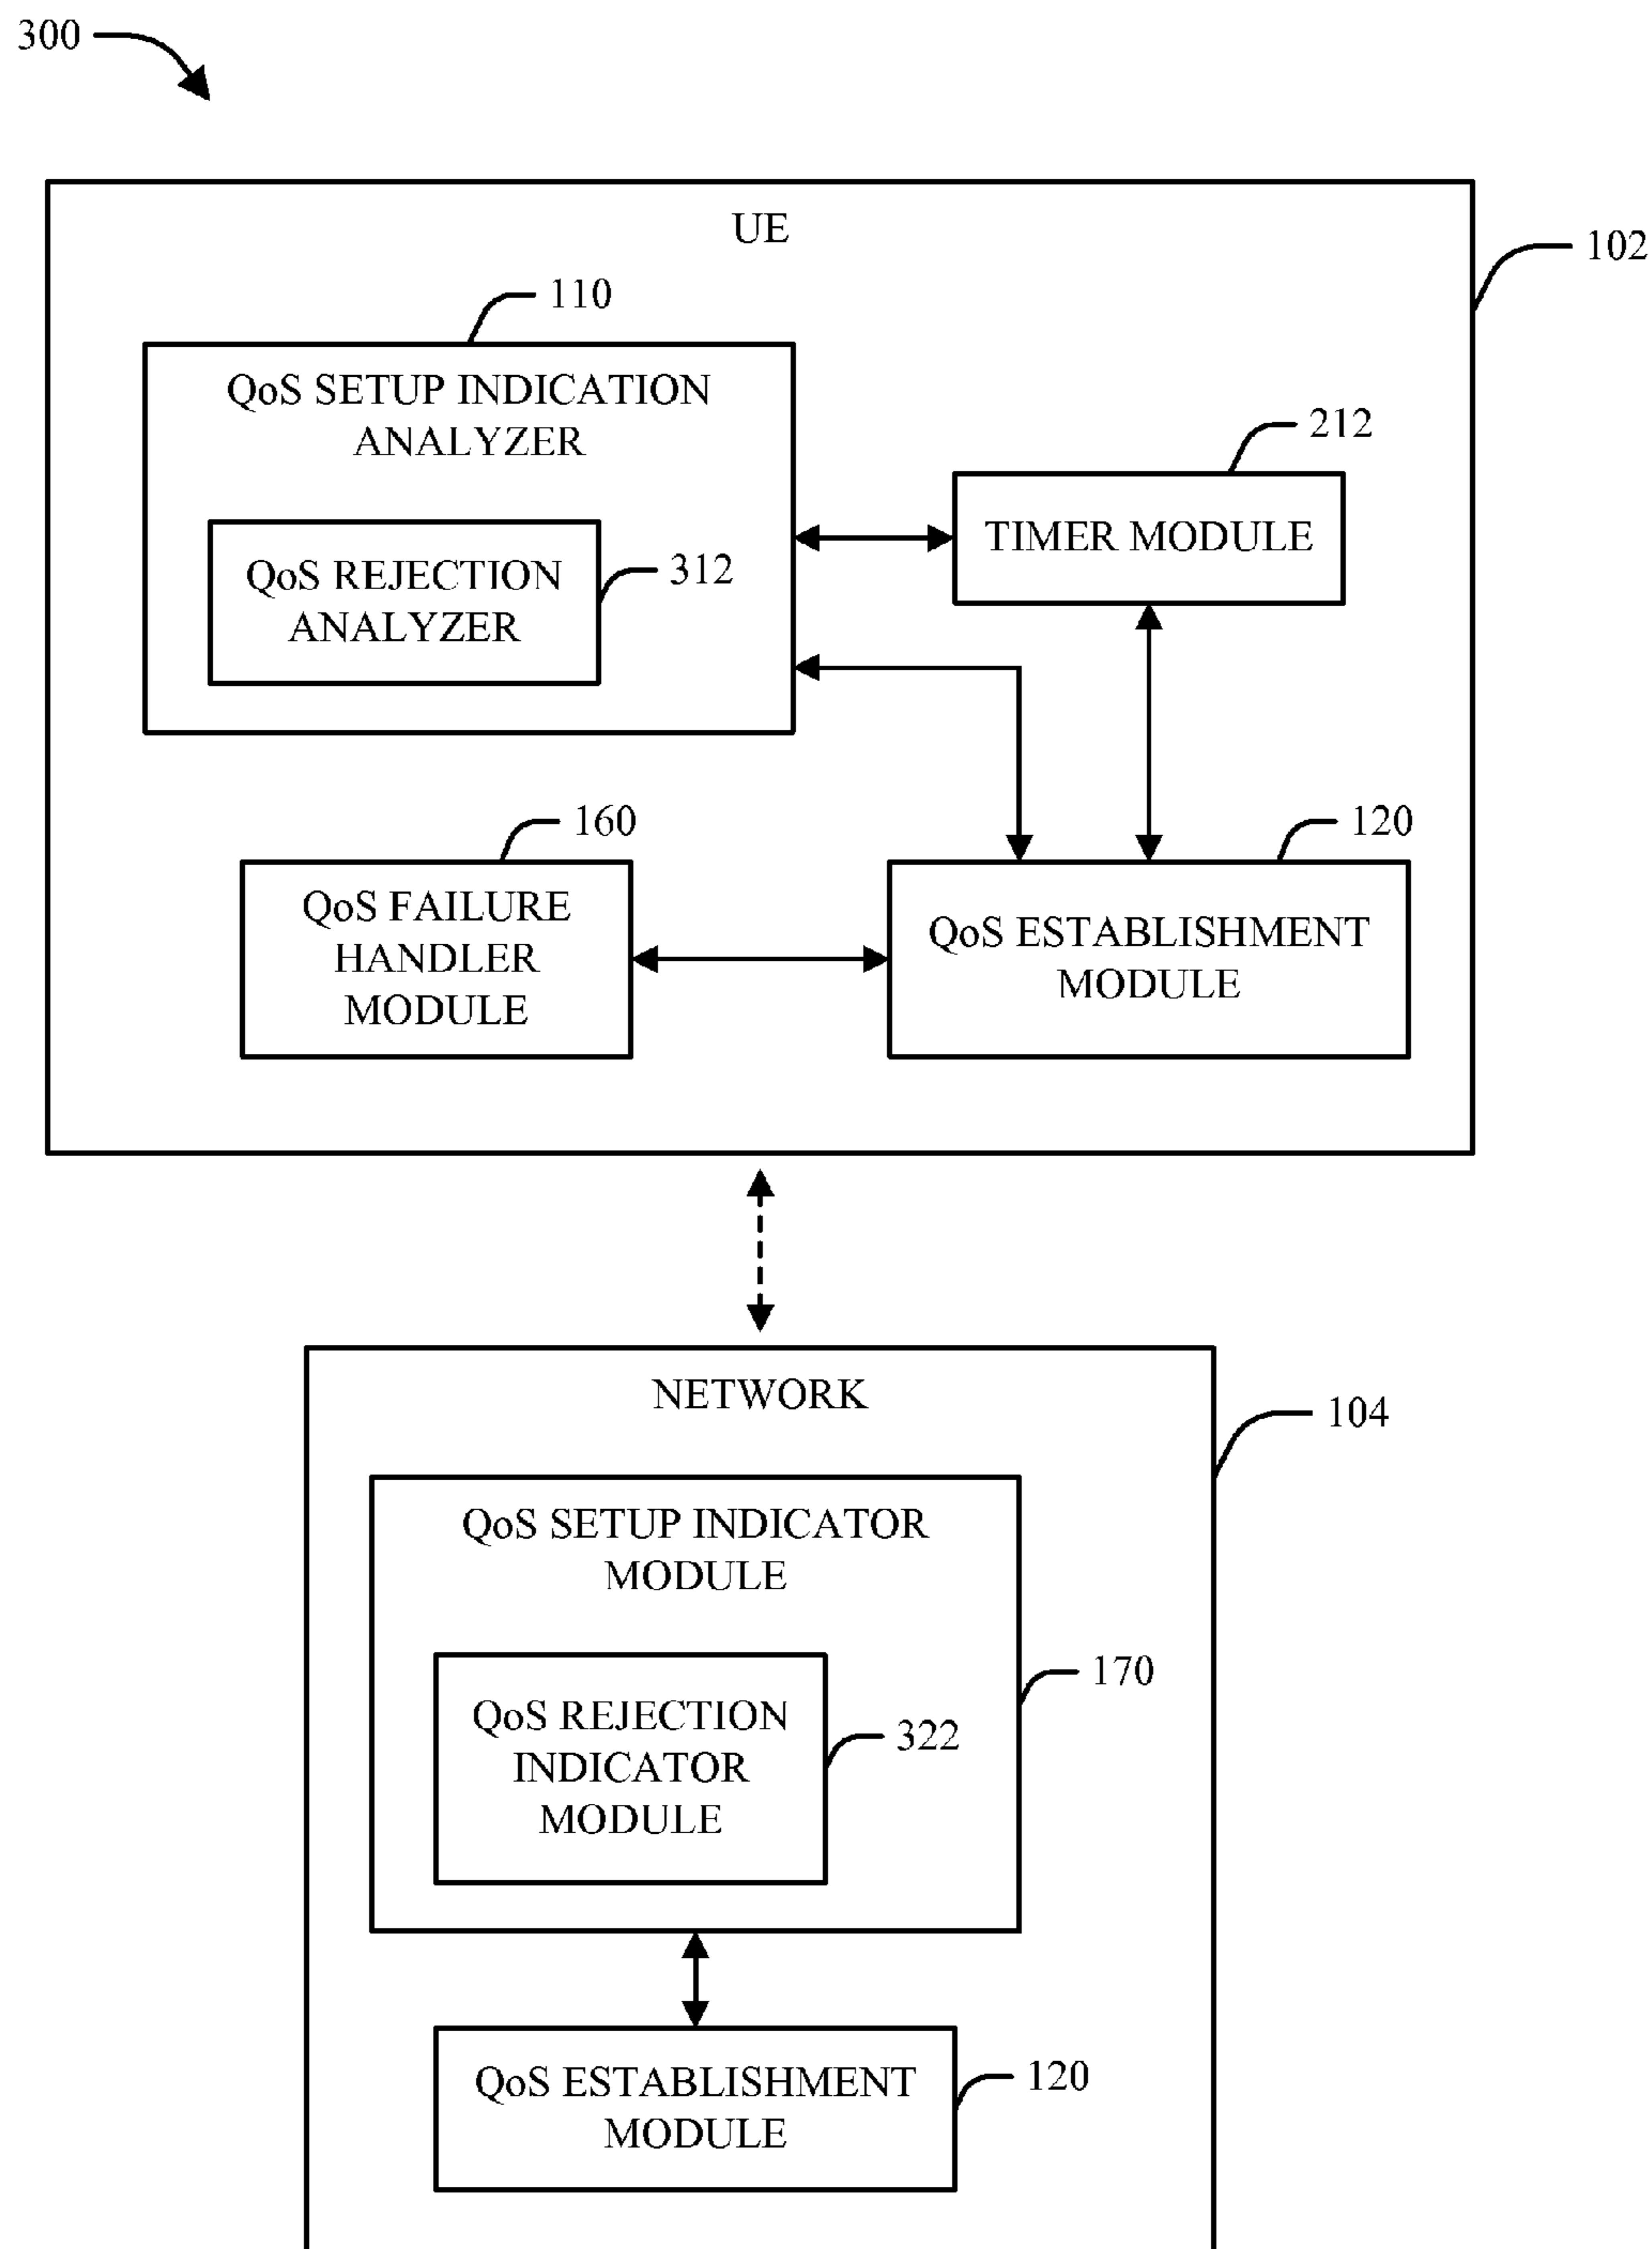 300
UE
102
110
QoS SETUP INDICATION
ANALYZER
212
TIMER MODULE
QoS REJECTION
ANALYZER
312
160
120
QoS FAILURE
HANDLER
MODULE
QoS ESTABLISHMENT
MODULE
NETWORK
104
QoS SETUP INDICATOR
MODULE
170
QoS REJECTION
INDICATOR
MODULE
322
QoS ESTABLISHMENT
MODULE
120